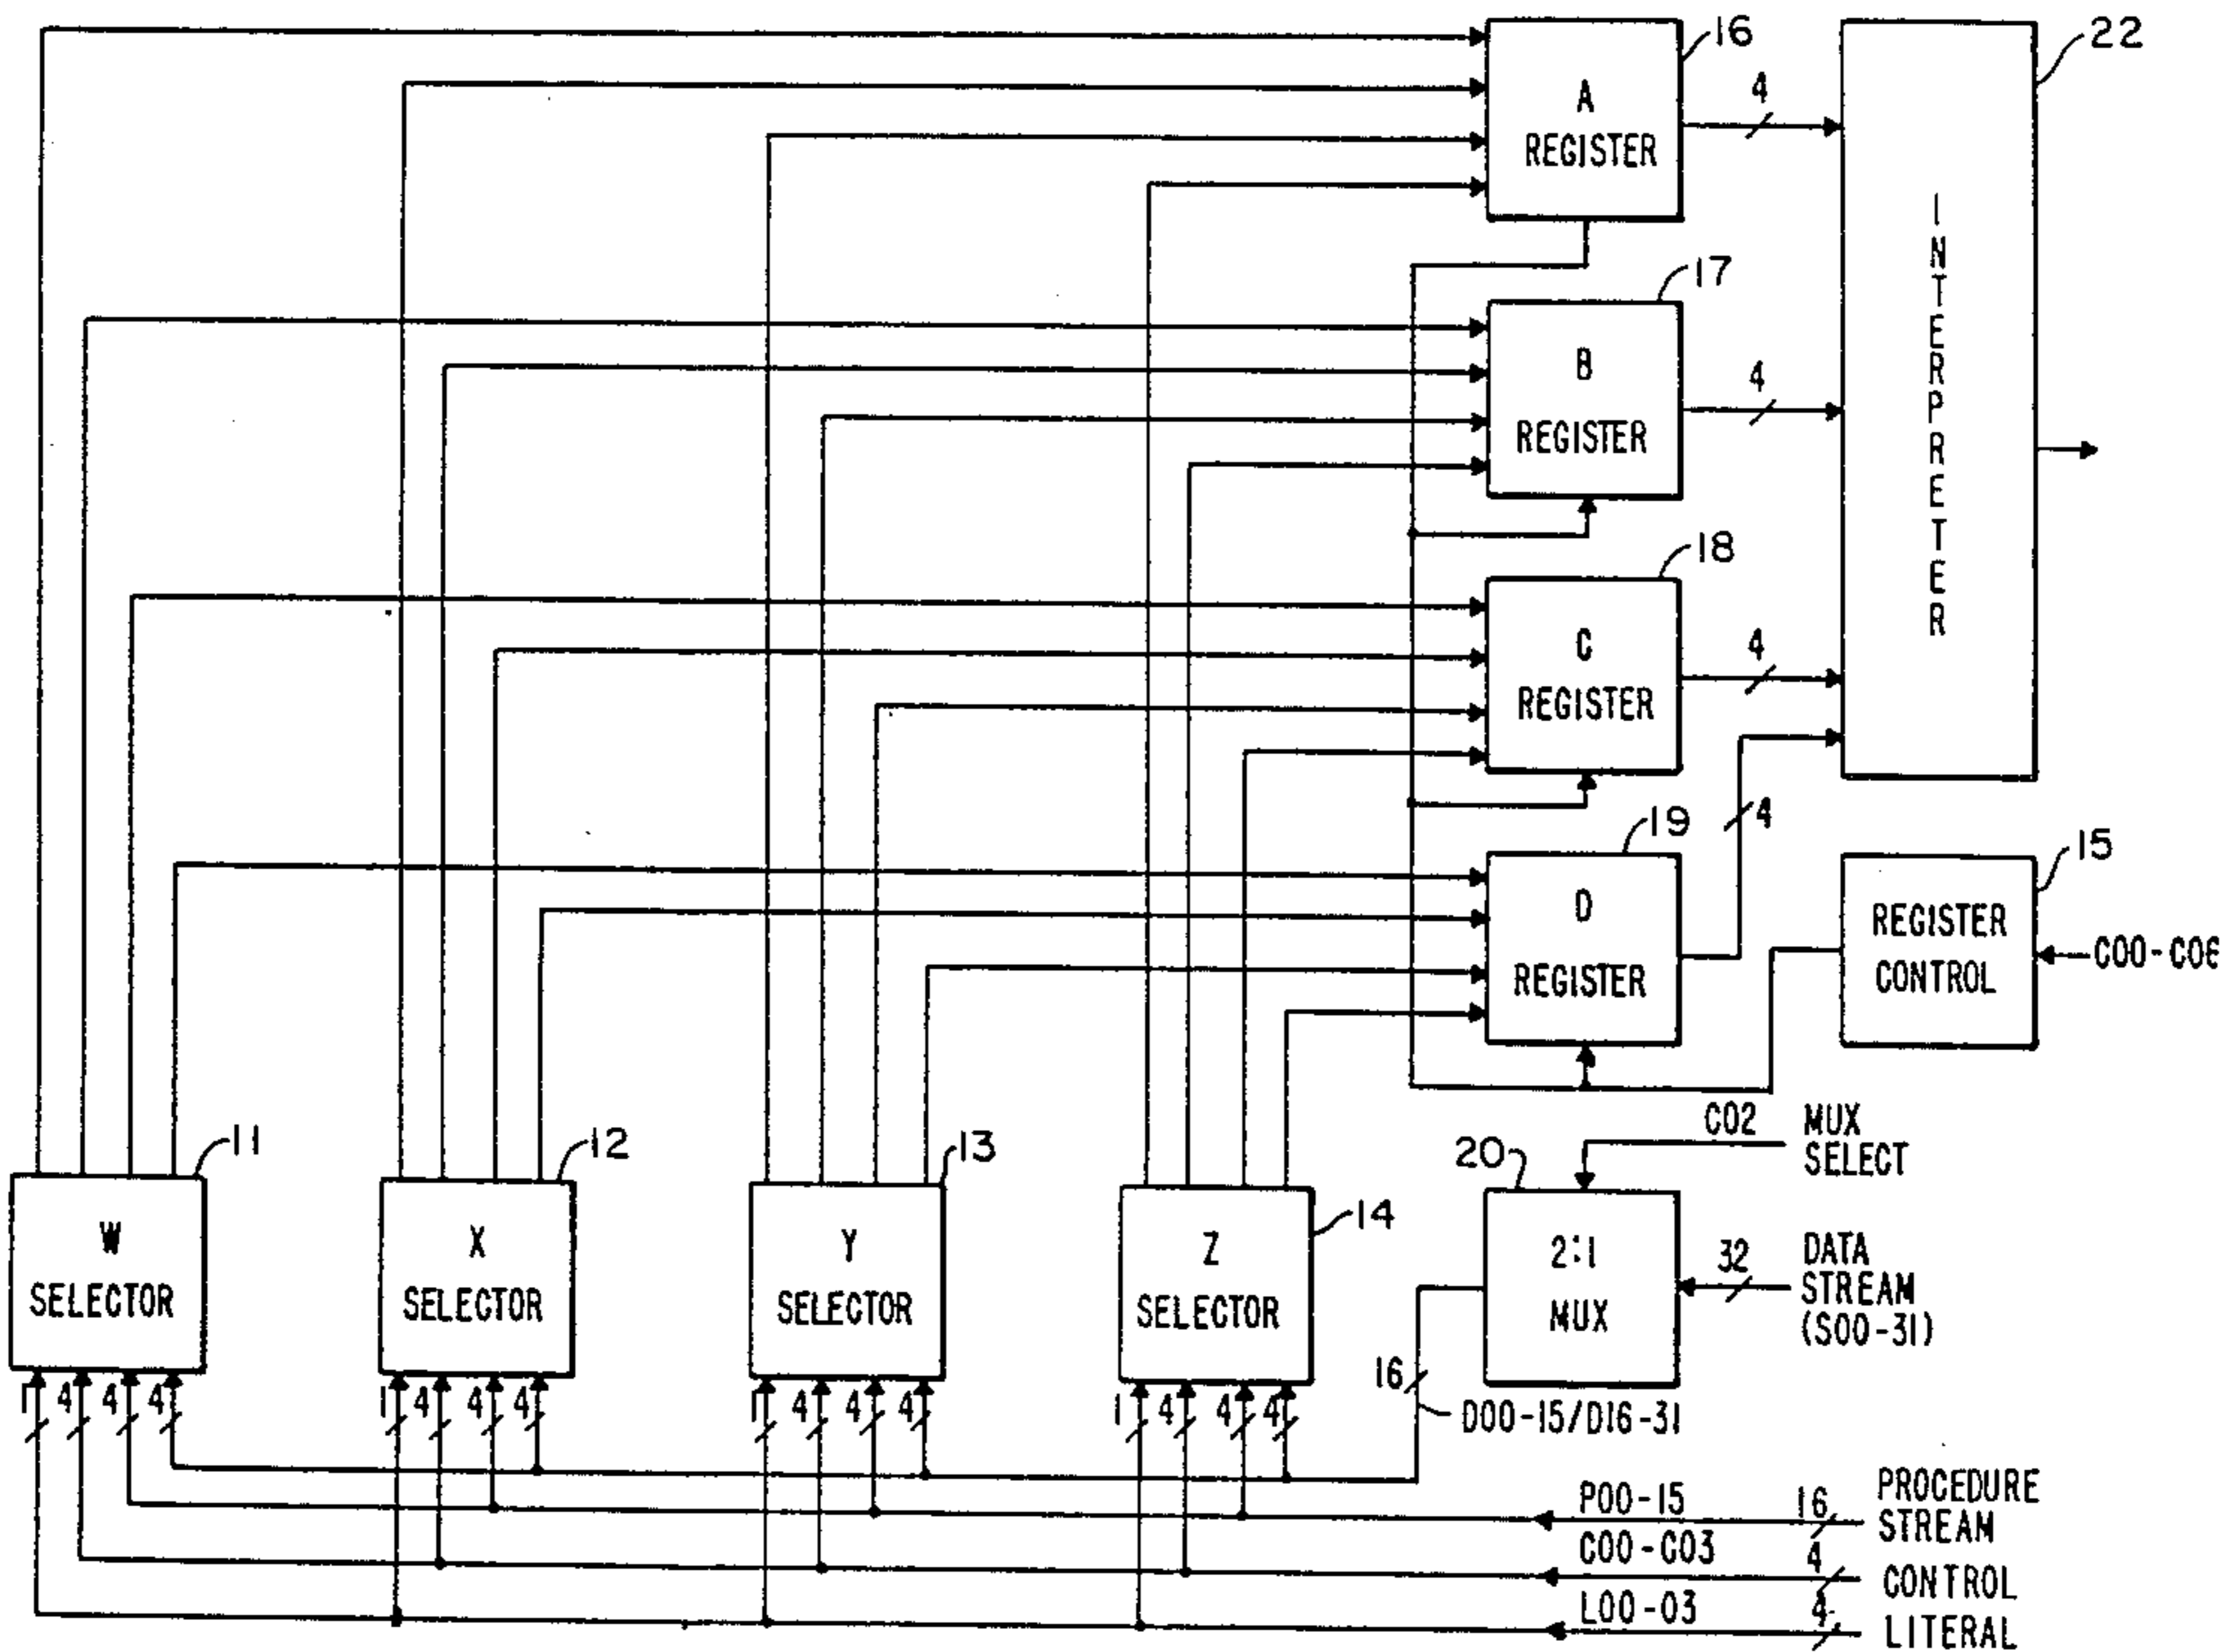 16
22
4
A
REGISTER
INTERPRETER
17
4
B
REGISTER
18
4
C
REGISTER
19
4
15
D
REGISTER
REGISTER
CONTROL
C00-C06
C02
MUX
SELECT
11
12
13
14
20
W
SELECTOR
X
SELECTOR
Y
SELECTOR
Z
SELECTOR
2:1
MUX
32
DATA
STREAM
(S00-31)
1 4 4 4
1 4 4 4
1 4 4 4
1 4 4 4
16
D00-15/D16-31
P00-15
16
PROCEDURE
STREAM
C00-C03
4
CONTROL
L00-03
4
LITERAL